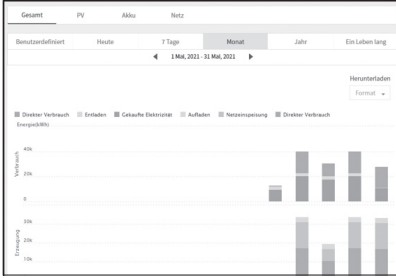 Gesamt PV Akku Netz
Benutzerdefiniert Heute 7 Tage Monat Jahr Ein Leben lang
1 Mai, 2021 - 31 Mai, 2021
Herunterladen
Format
Direkter Verbrauch Entladen Gekaufte Elektrizität Aufladen Netzeinspeisung Direkter Verbrauch
Energie(kWh)
Verbrauch
40k
20k
0
Erzeugung
30k
20k
10k